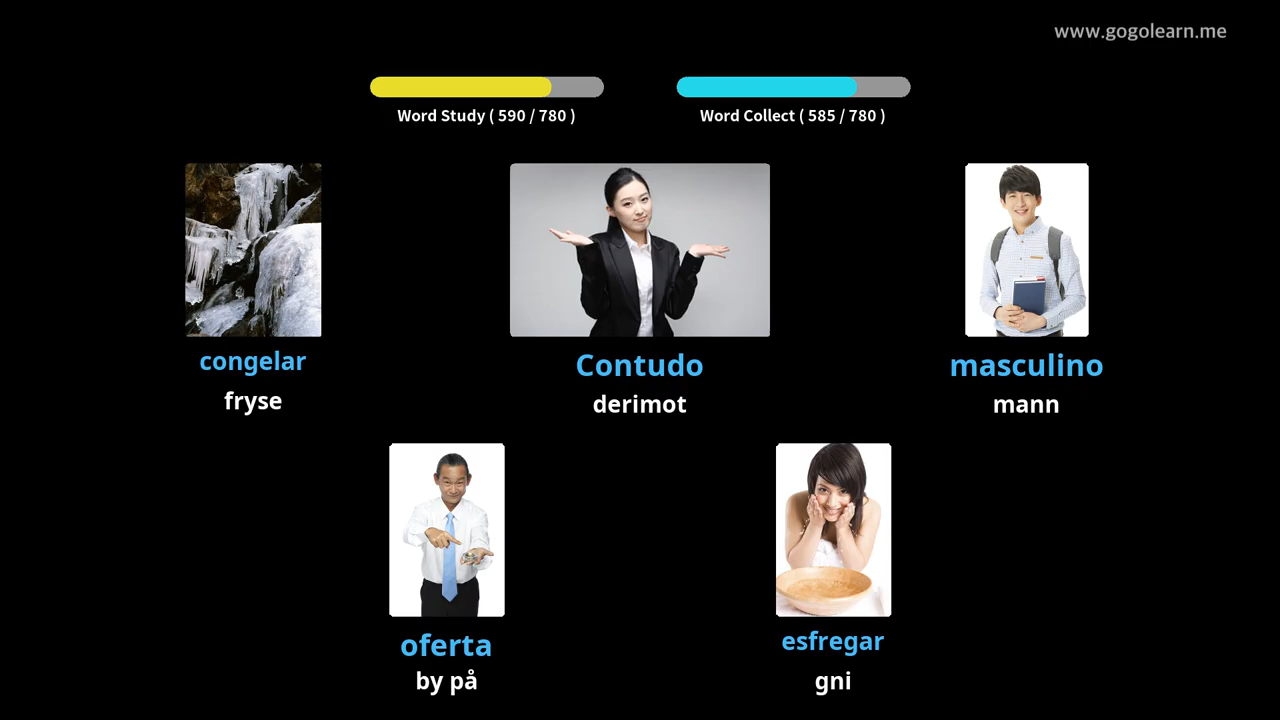 www.gogolearn.me
Word Study ( 590 / 780 )
Word Collect ( 585 / 780 )
congelar
fryse
Contudo
derimot
masculino
mann
oferta
by på
esfregar
gni